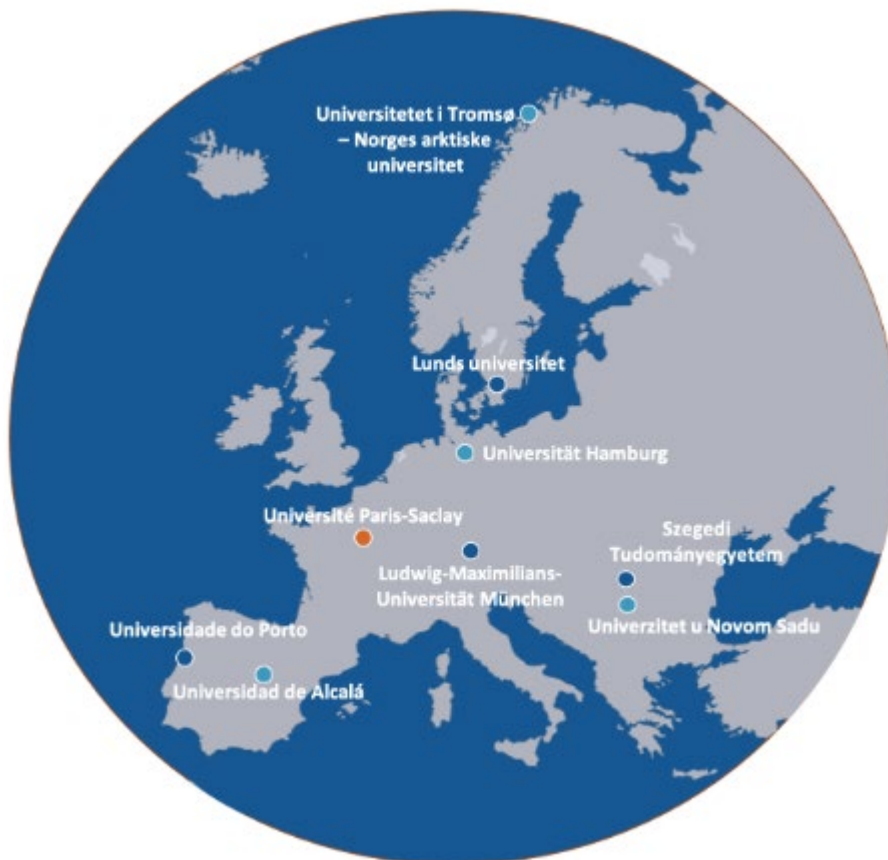 Universitetet i Tromsø
– Norges arktiske
universitet
Lunds universitet
Universität Hamburg
Université Paris-Saclay
Szegedi
Tudományegyetem
Ludwig-Maximilians-
Universität München
Univerzitet u Novom Sadu
Universidade do Porto
Universidad de Alcalá